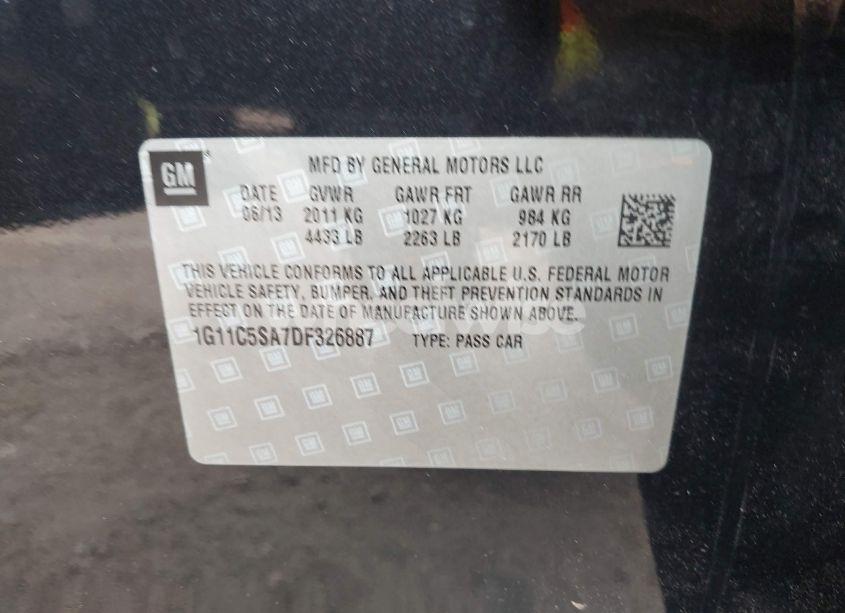 GM
MFD BY GENERAL MOTORS LLC
DATE GVWR GAWR FRT GAWR RR
06/13 2011 KG 1027 KG 984 KG
4433 LB 2263 LB 2170 LB
THIS VEHICLE CONFORMS TO ALL APPLICABLE U.S. FEDERAL MOTOR
VEHICLE SAFETY, BUMPER, AND THEFT PREVENTION STANDARDS IN
EFFECT ON THE DATE OF MANUFACTURE SHOWN ABOVE.
1G11C5SA7DF326887 TYPE: PASS CAR